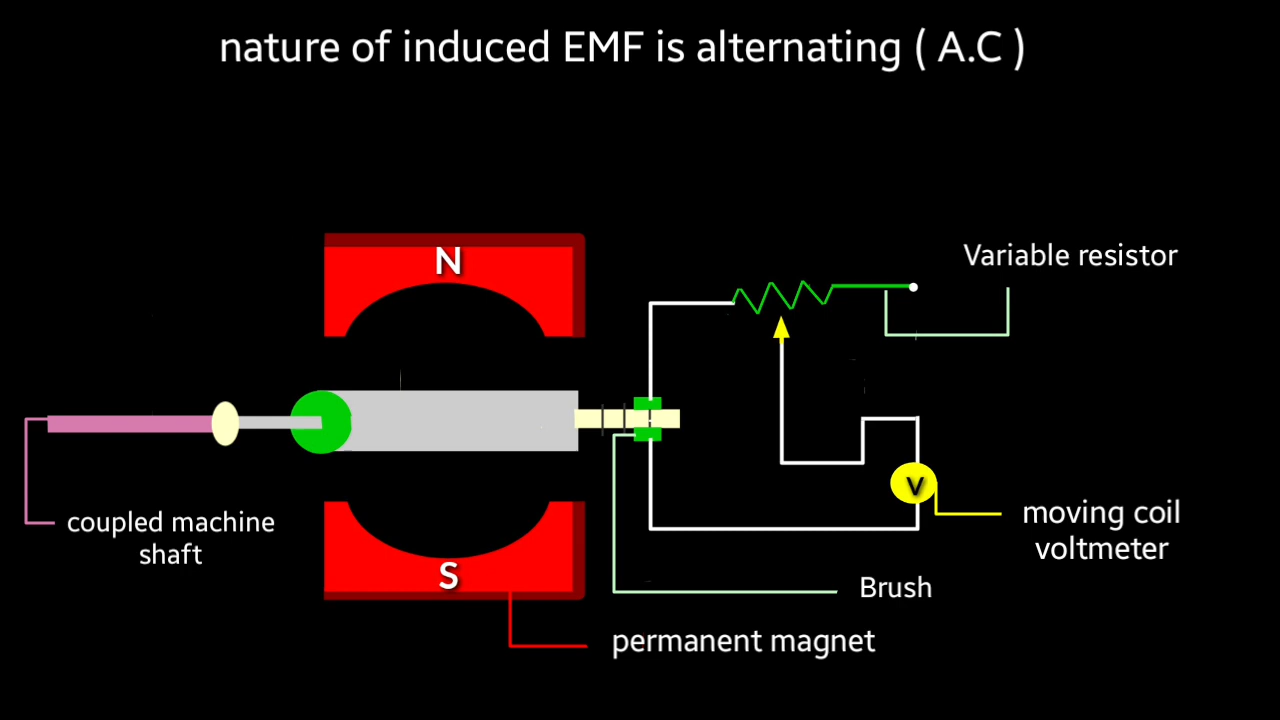 nature of induced EMF is alternating ( A.C )
N
Variable resistor
V
coupled machine
shaft
moving coil
voltmeter
S
Brush
permanent magnet